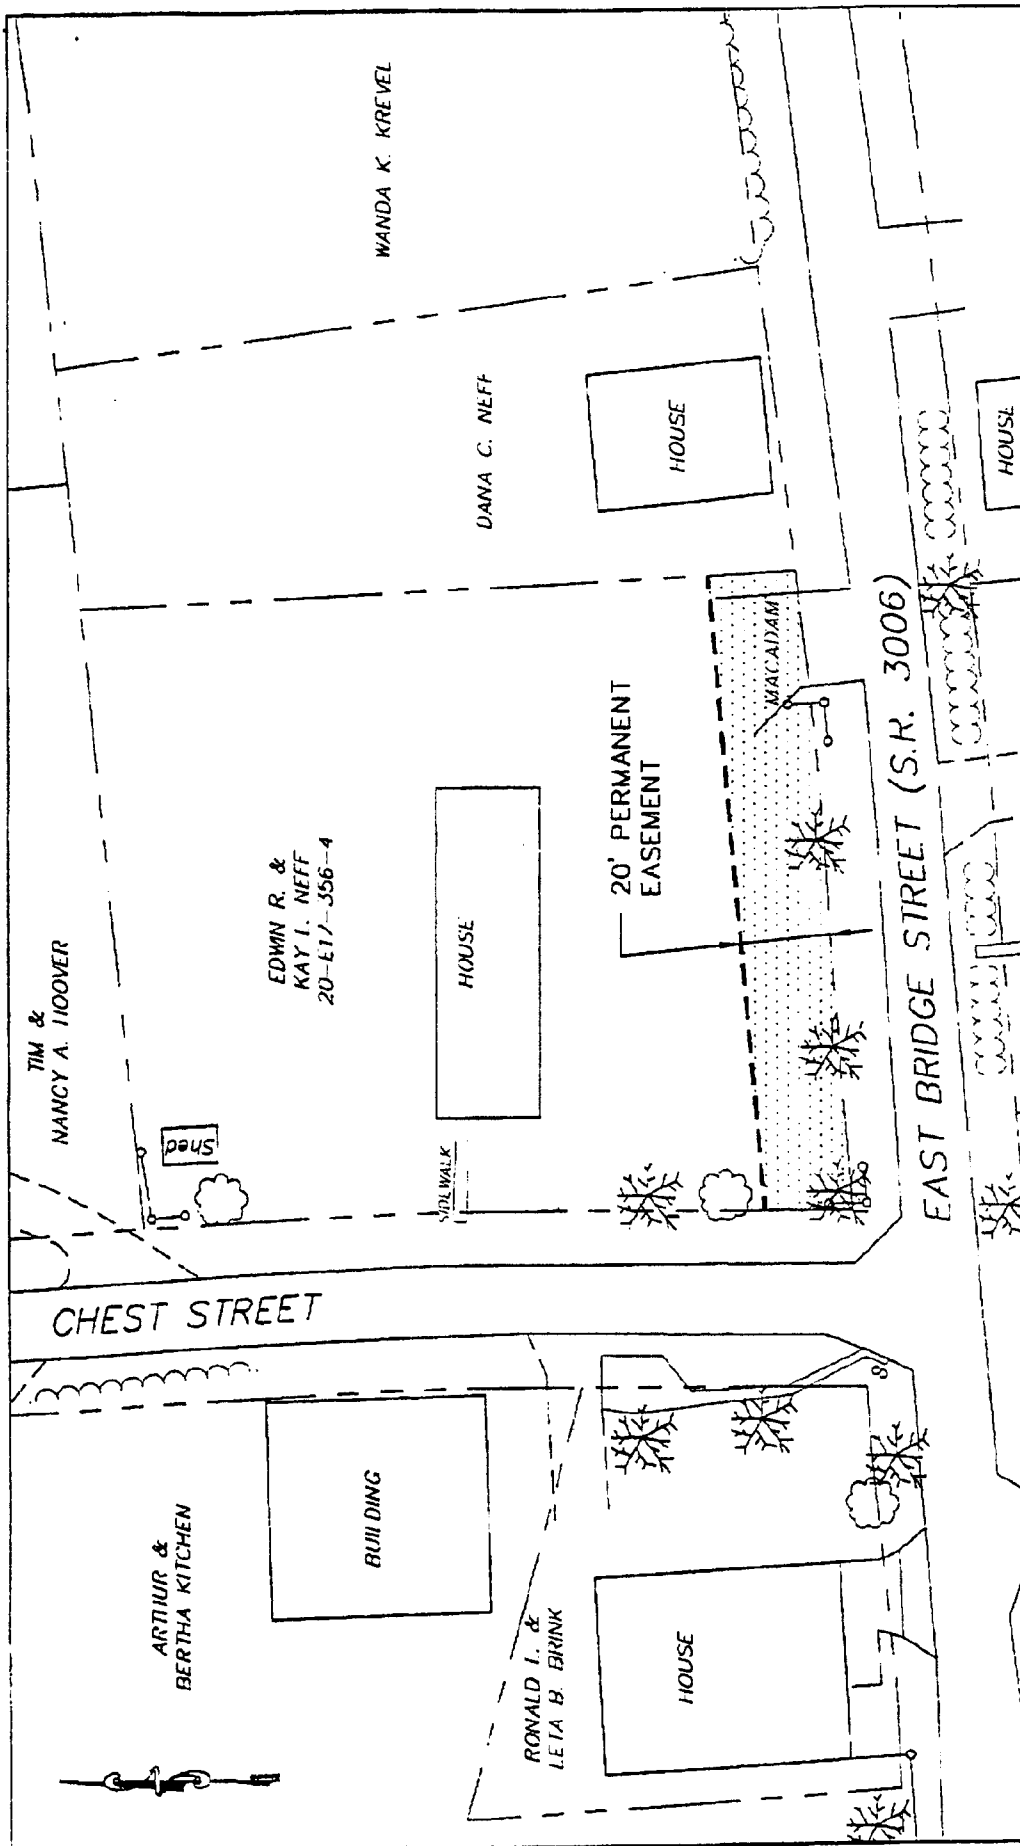 TIM &
NANCY A. HOOVER
WANDA K. KREVEL
DANA C. NEFF
HOUSE
EDWIN R. &
KAY I. NEFF
20-E17-356-4
HOUSE
Shed
SIDEWALK
20' PERMANENT
EASEMENT
MACADAM
HOUSE
EAST BRIDGE STREET (S.R. 3006)
CHEST STREET
ARTHUR &
BERTHA KITCHEN
BUILDING
RONALD L. &
LETA B. BRINK
HOUSE